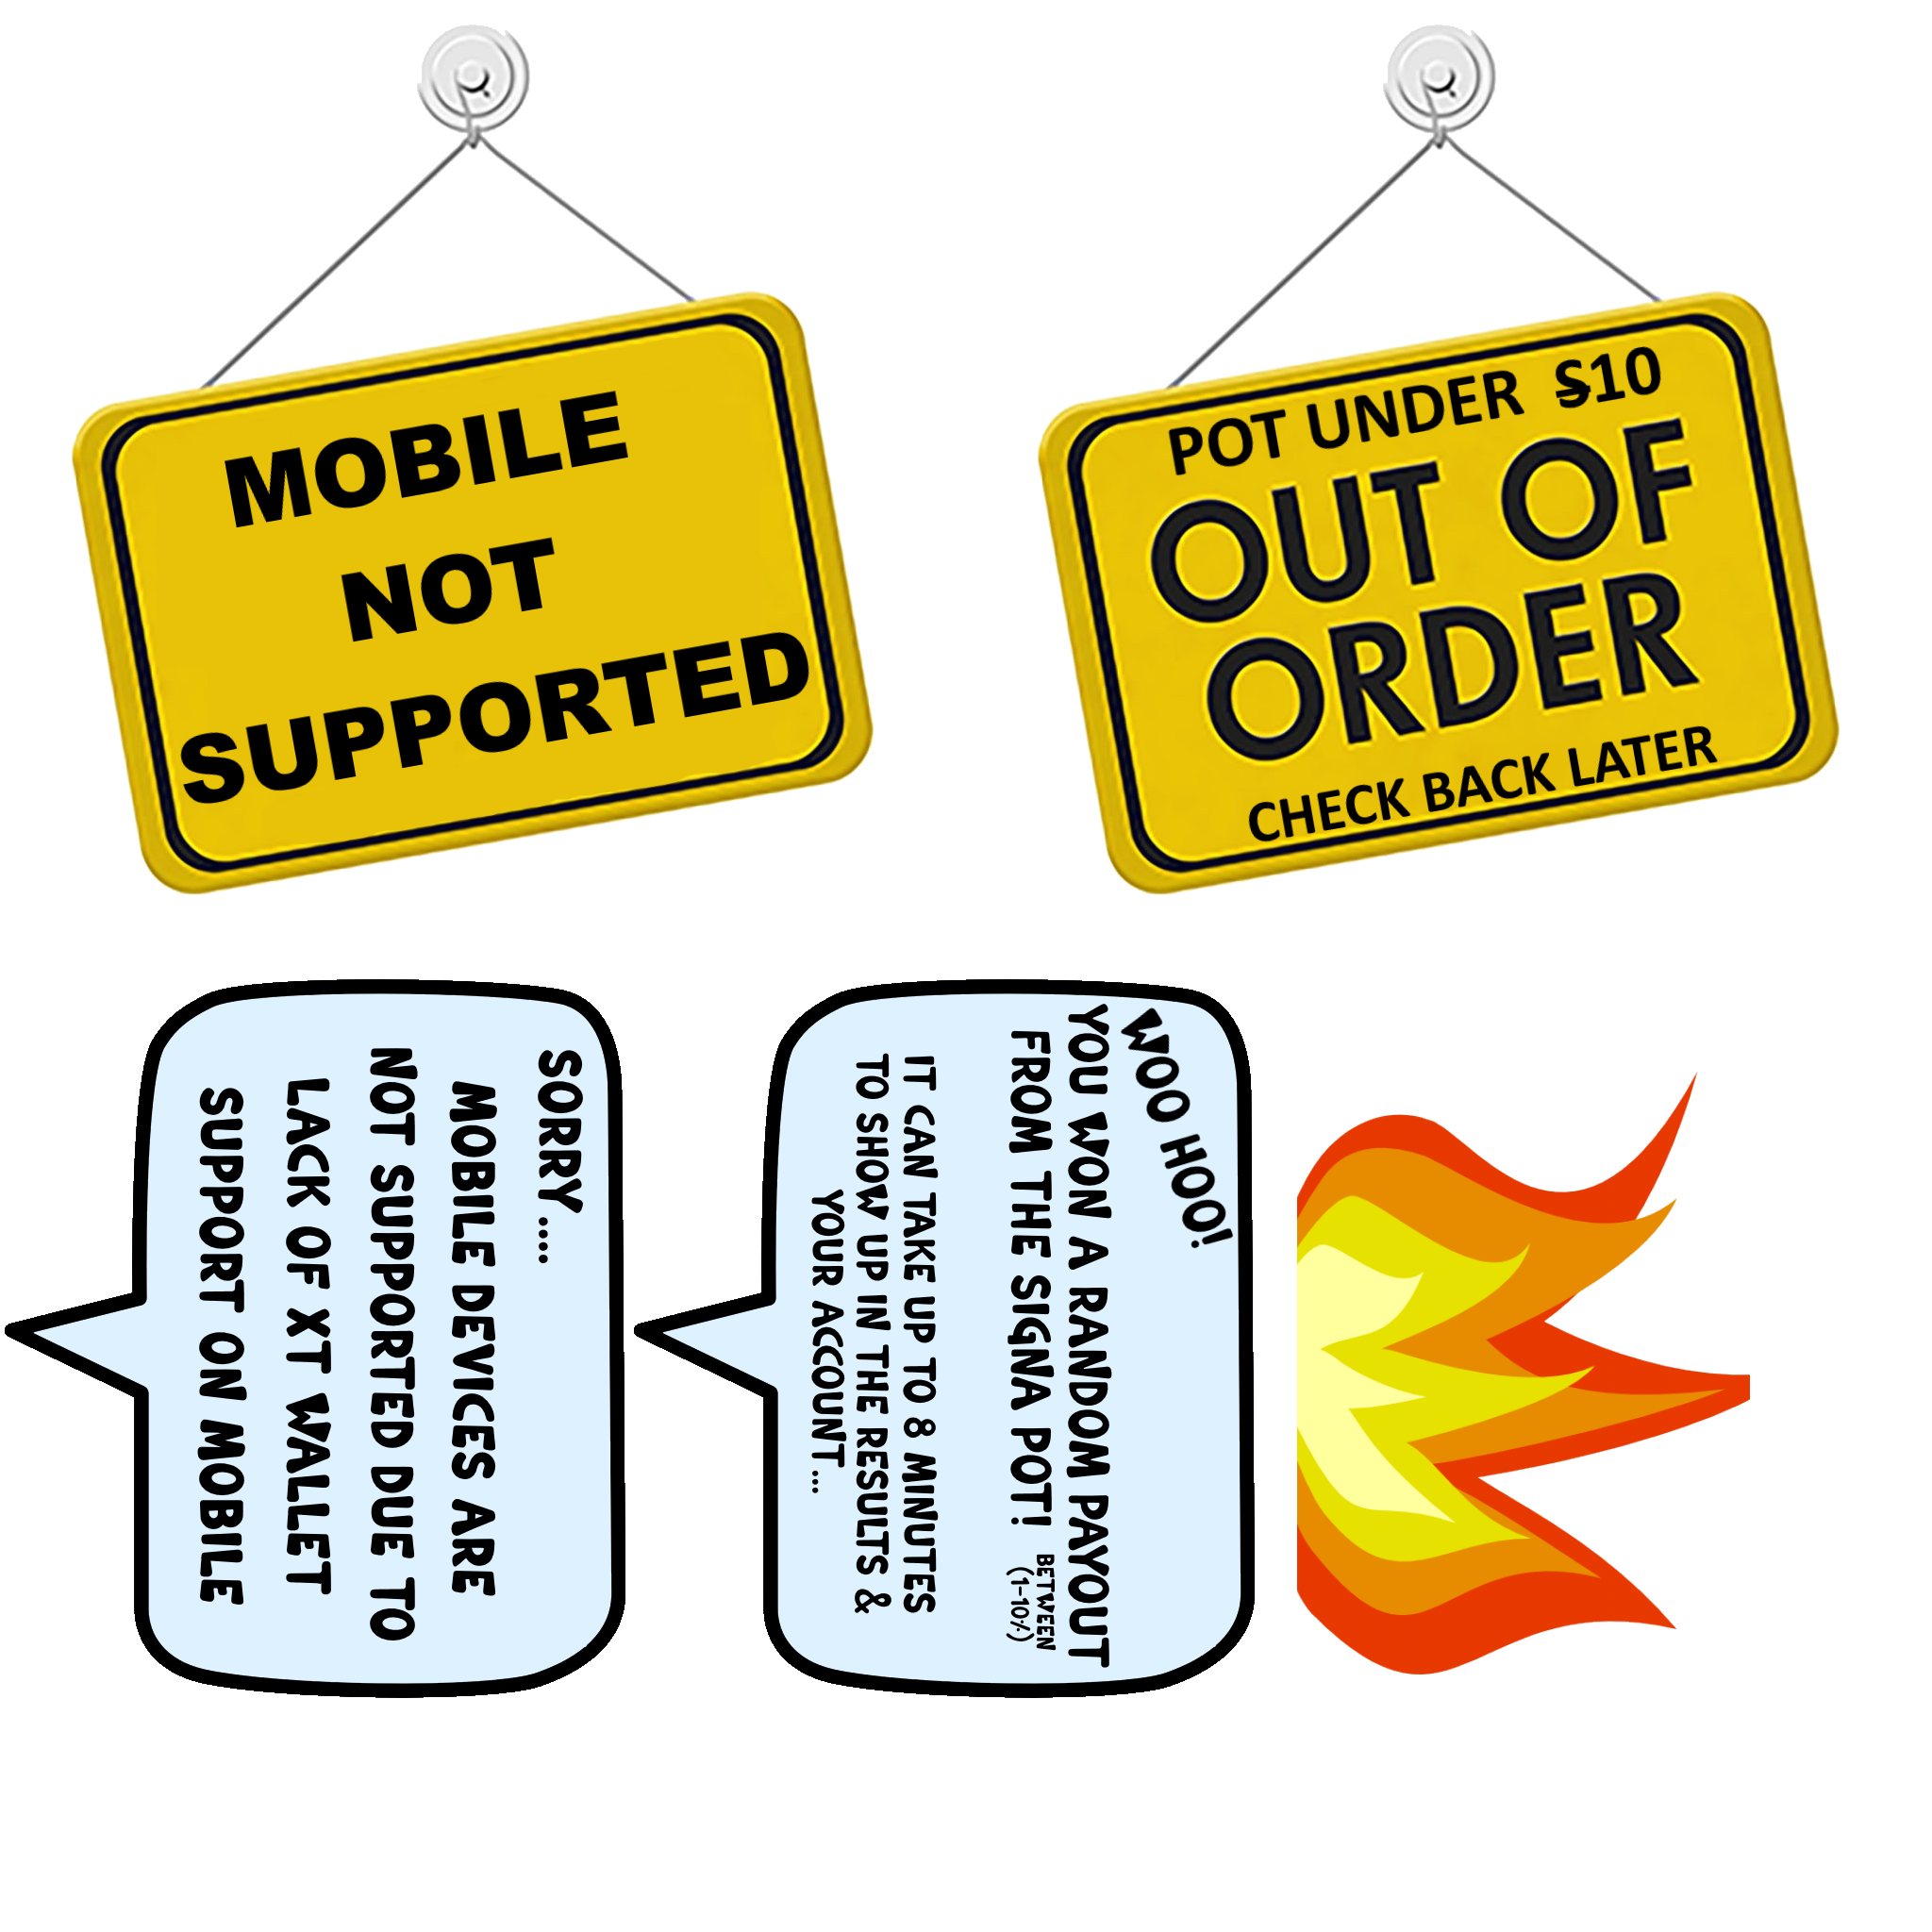 MOBILE
NOT
SUPPORTED
POT UNDER $10
OUT OF
ORDER
CHECK BACK LATER
SORRY ....
MOBILE DEVICES ARE
NOT SUPPORTED DUE TO
LACK OF XT WALLET
SUPPORT ON MOBILE
WOO HOO!
YOU WON A RANDOM PAYOUT
FROM THE SIGNA POT! BETWEEN
(1-10%)
IT CAN TAKE UP TO 8 MINUTES
TO SHOW UP IN THE RESULTS &
YOUR ACCOUNT ...